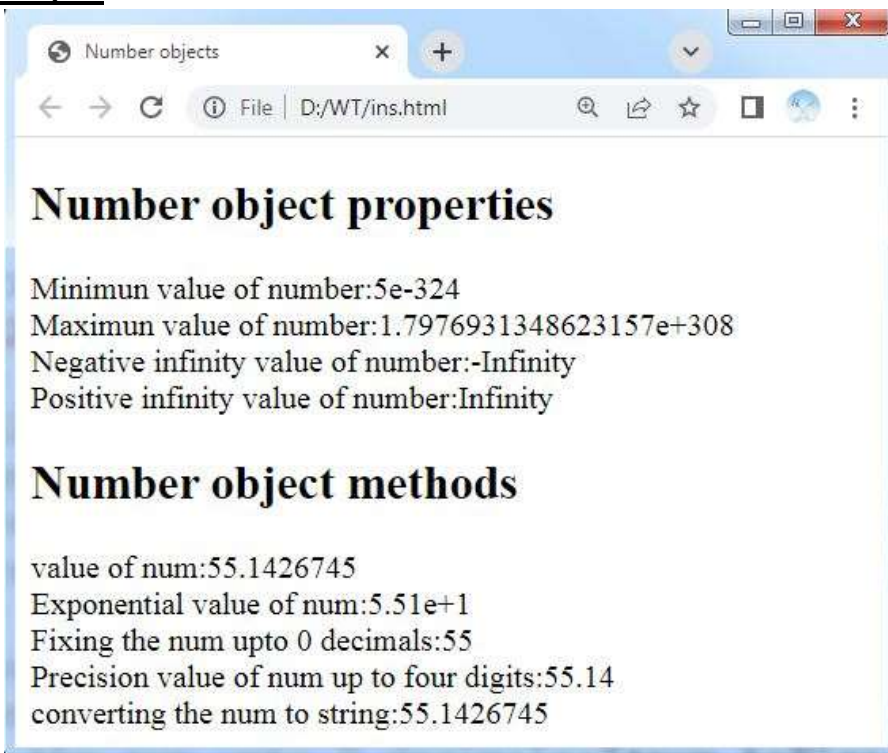 Number objects
File | D:/WT/ins.html
Number object properties
Minimun value of number:5e-324
Maximun value of number:1.7976931348623157e+308
Negative infinity value of number:-Infinity
Positive infinity value of number:Infinity
Number object methods
value of num:55.1426745
Exponential value of num:5.51e+1
Fixing the num upto 0 decimals:55
Precision value of num up to four digits:55.14
converting the num to string:55.1426745